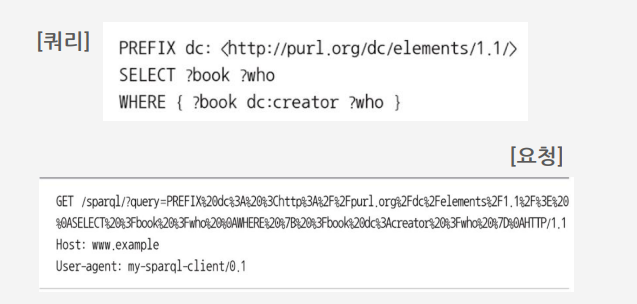 [쿼리]
PREFIX dc: <http://purl.org/dc/elements/1.1/>
SELECT ?book ?who
WHERE { ?book dc:creator ?who }
[요청]
GET /sparql/?query=PREFIX%20dc%3A%20%3Chttp%3A%2F%2Fpurl.org%2Fdc%2Felements%2F1.1%2F%3E%20
%0ASELECT%20%3Fbook%20%3Fwho%20%0AWHERE%20%7B%20%3Fbook%20dc%3Acreator%20%3Fwho%20%7D%0AHTTP/1.1
Host: www.example
User-agent: my-sparql-client/0.1